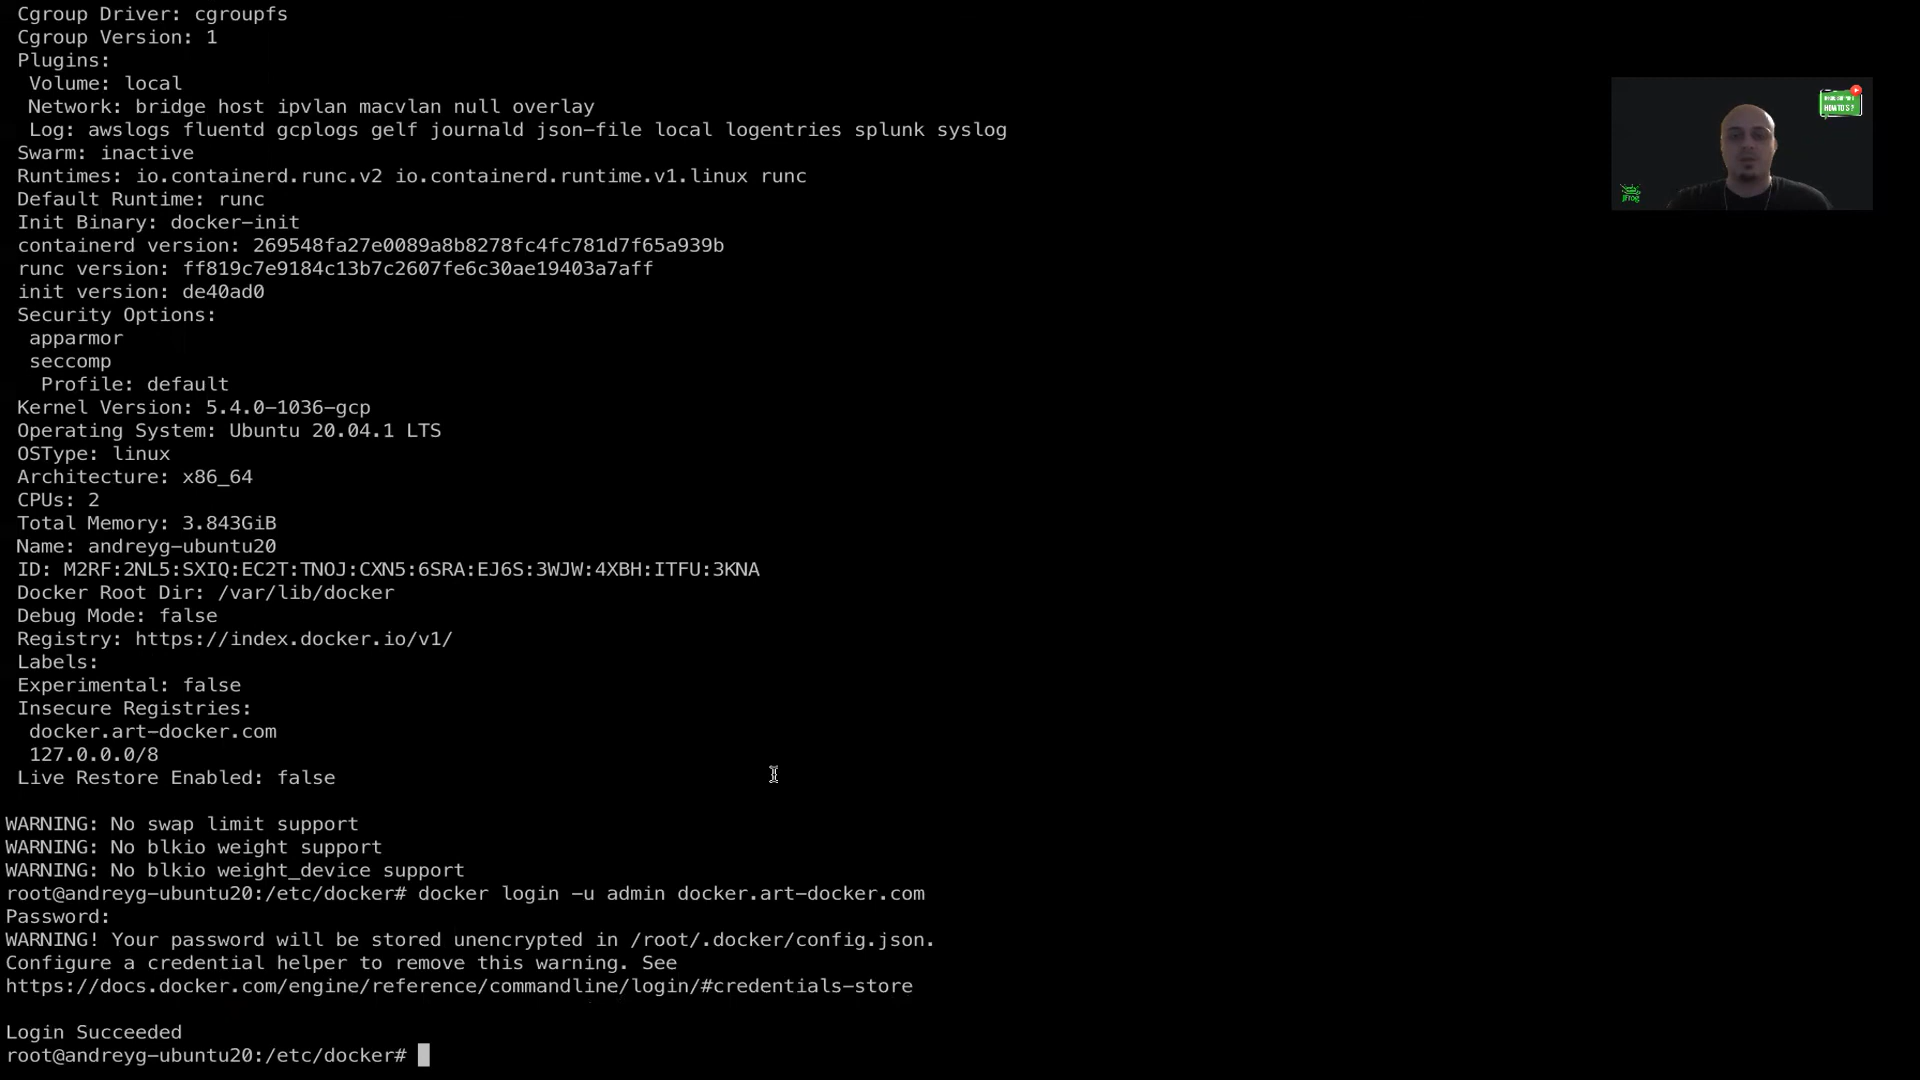 Cgroup Driver: cgroupfs
Cgroup Version: 1
Plugins:
Volume: local
Network: bridge host ipvlan macvlan null overlay
Log: awslogs fluentd gcplogs gelf journald json-file local logentries splunk syslog
Swarm: inactive
Runtimes: io.containerd.runc.v2 io.containerd.runtime.v1.linux runc
Default Runtime: runc
Init Binary: docker-init
containerd version: 269548fa27e0089a8b8278fc4fc781d7f65a939b
runc version: ff819c7e9184c13b7c2607fe6c30ae19403a7aff
init version: de40ad0
Security Options:
apparmor
seccomp
Profile: default
Kernel Version: 5.4.0-1036-gcp
Operating System: Ubuntu 20.04.1 LTS
OSType: linux
Architecture: x86_64
CPUs: 2
Total Memory: 3.843GiB
Name: andreyg-ubuntu20
ID: M2RF:2NL5:SXIQ:EC2T:TNOJ:CXN5:6SRA:EJ6S:3WJW:4XBH:ITFU:3KNA
Docker Root Dir: /var/lib/docker
Debug Mode: false
Registry: https://index.docker.io/v1/
Labels:
Experimental: false
Insecure Registries:
docker.art-docker.com
127.0.0.0/8
Live Restore Enabled: false
WARNING: No swap limit support
WARNING: No blkio weight support
WARNING: No blkio weight_device support
root@andreyg-ubuntu20:/etc/docker# docker login -u admin docker.art-docker.com
Password:
WARNING! Your password will be stored unencrypted in /root/.docker/config.json.
Configure a credential helper to remove this warning. See
https://docs.docker.com/engine/reference/commandline/login/#credentials-store
Login Succeeded
root@andreyg-ubuntu20:/etc/docker#
HOWTO'S?
JFrog